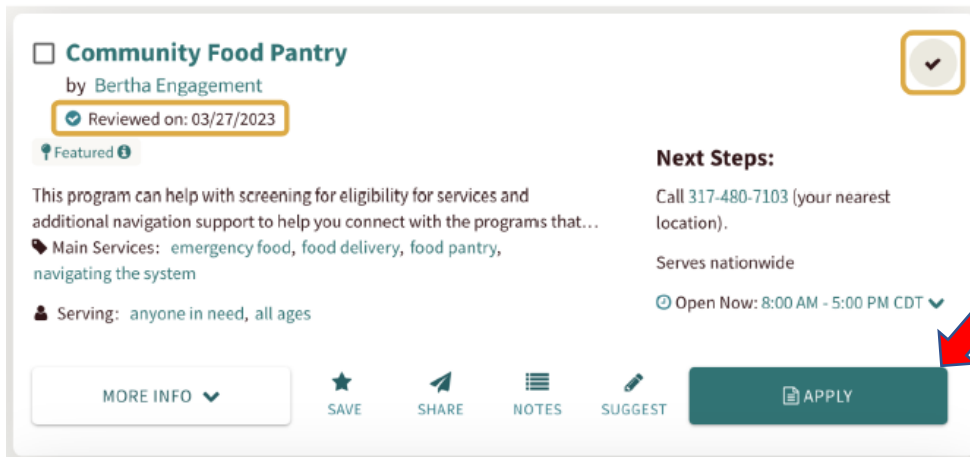 Community Food Pantry
by Bertha Engagement
Reviewed on: 03/27/2023
Featured
This program can help with screening for eligibility for services and
additional navigation support to help you connect with the programs that...
Main Services: emergency food, food delivery, food pantry,
navigating the system
Serving: anyone in need, all ages
Next Steps:
Call 317-480-7103 (your nearest
location).
Serves nationwide
Open Now: 8:00 AM - 5:00 PM CDT
MORE INFO
SAVE
SHARE
NOTES
SUGGEST
APPLY